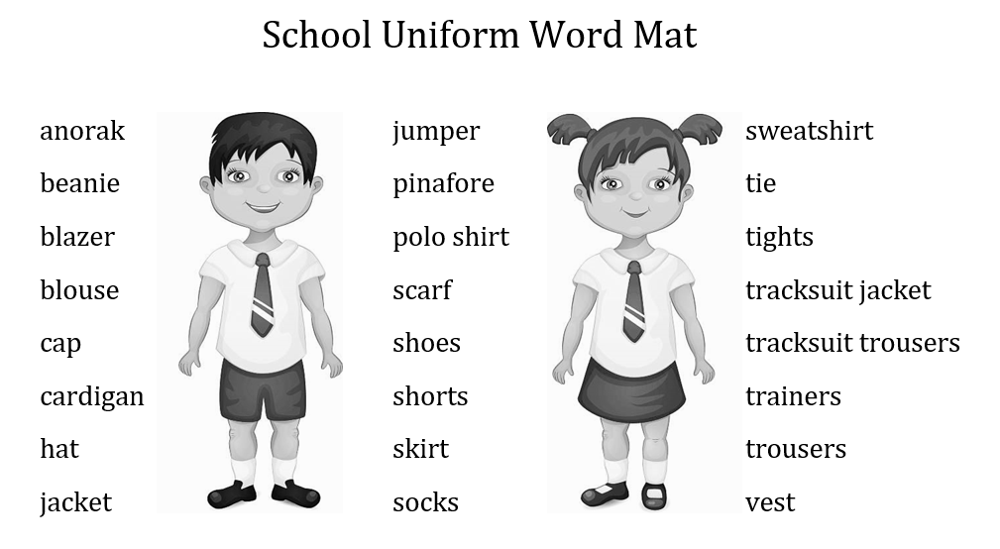 School Uniform Word Mat
anorak
beanie
blazer
blouse
cap
cardigan
hat
jacket
jumper
pinafore
polo shirt
scarf
shoes
shorts
skirt
socks
sweatshirt
tie
tights
tracksuit jacket
tracksuit trousers
trainers
trousers
vest